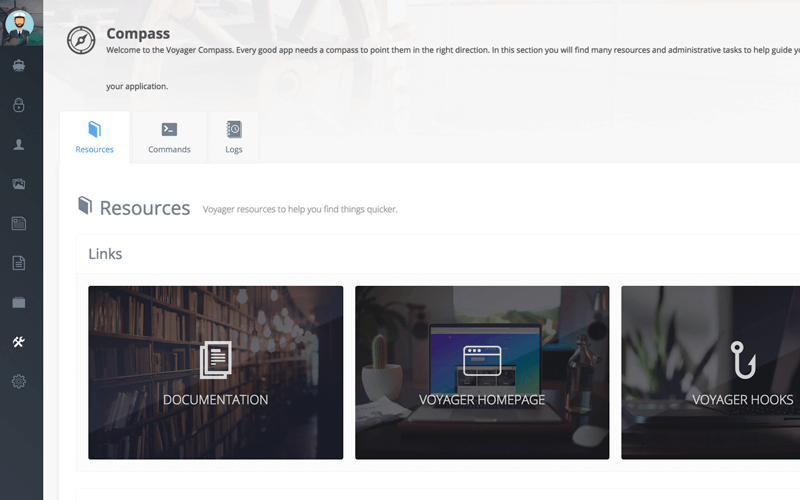 Compass
Welcome to the Voyager Compass. Every good app needs a compass to point them in the right direction. In this section you will find many resources and administrative tasks to help guide
your application.
Resources
Commands
Logs
Resources
Voyager resources to help you find things quicker.
Links
DOCUMENTATION
VOYAGER HOMEPAGE
VOYAGER HOOKS